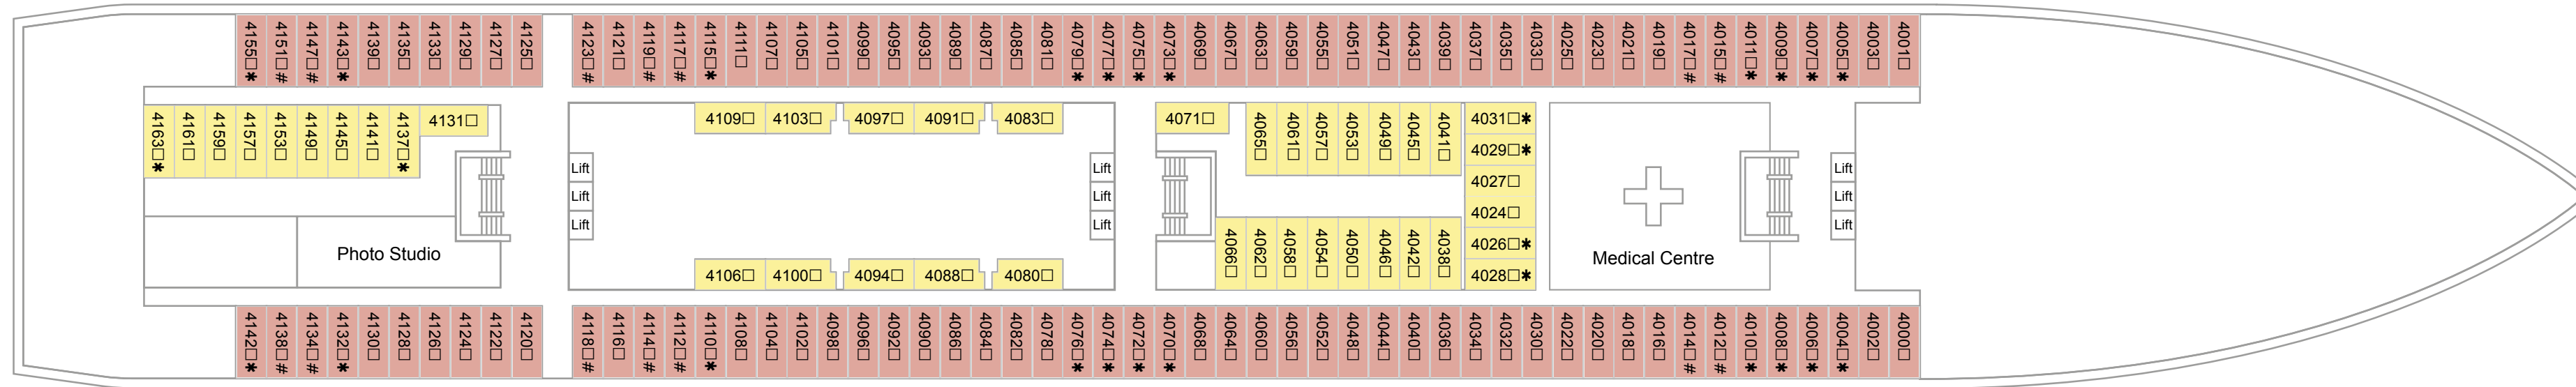 4155□* 4151□# 4147□# 4143□* 4139□ 4135□ 4133□ 4129□ 4127□ 4125□ 4123□# 4121□ 4119□# 4117□# 4115□* 4111□ 4107□ 4105□ 4101□ 4099□ 4095□ 4093□ 4089□ 4087□ 4085□ 4081□ 4079□* 4077□* 4075□* 4073□* 4069□ 4067□ 4063□ 4059□ 4055□ 4051□ 4047□ 4043□ 4039□ 4037□ 4035□ 4033□ 4025□ 4023□ 4021□ 4019□ 4017□# 4015□# 4011□* 4009□* 4007□* 4005□* 4003□ 4001□
4163□* 4161□ 4159□ 4157□ 4153□ 4149□ 4145□ 4141□ 4137□* 4131□
4109□ 4103□ 4097□ 4091□ 4083□
4071□ 4065□ 4061□ 4057□ 4053□ 4049□ 4045□ 4041□
4031□*
4029□*
4027□
4024□
4026□*
4028□*
Lift
Lift
Lift
Lift
Lift
Lift
Lift
Lift
Lift
Photo Studio
Medical Centre
4106□ 4100□ 4094□ 4088□ 4080□
4066□ 4062□ 4058□ 4054□ 4050□ 4046□ 4042□ 4038□
4142□* 4138□# 4134□# 4132□* 4130□ 4128□ 4126□ 4124□ 4122□ 4120□ 4118□# 4116□ 4114□# 4112□# 4110□* 4108□ 4104□ 4102□ 4098□ 4096□ 4092□ 4090□ 4086□ 4084□ 4082□ 4078□ 4076□* 4074□* 4072□* 4070□* 4068□ 4064□ 4060□ 4056□ 4052□ 4048□ 4044□ 4040□ 4036□ 4034□ 4032□ 4030□ 4022□ 4020□ 4018□ 4016□ 4014□# 4012□# 4010□* 4008□* 4006□* 4004□* 4002□ 4000□